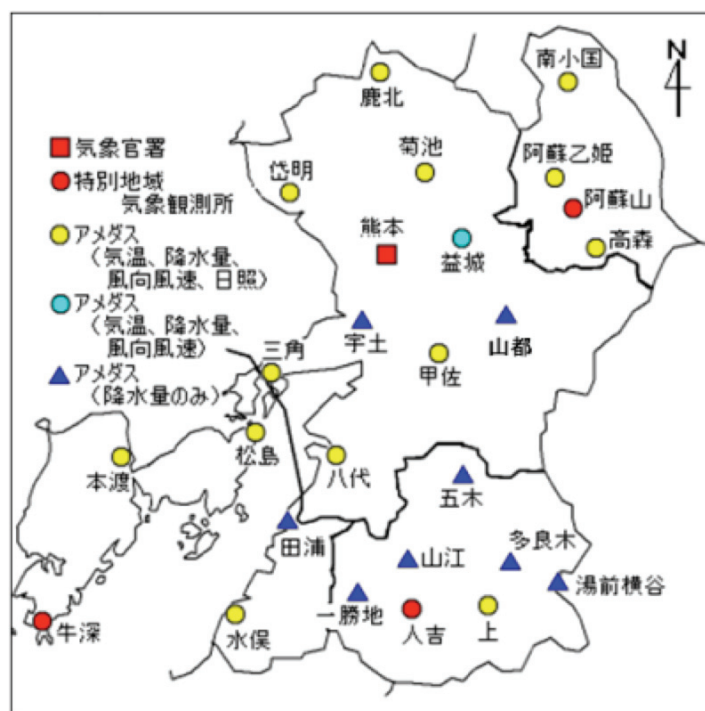 N
南小国
鹿北
菊池
阿蘇乙姫
岱明
阿蘇山
熊本
益城
高森
気象官署
特別地域
気象観測所
アメダス
(気温、降水量、
風向風速、日照)
アメダス
(気温、降水量、
風向風速)
アメダス
(降水量のみ)
宇土
山都
三角
甲佐
松島
八代
本渡
五木
田浦
山江
多良木
湯前横谷
一勝地
人吉
上
水俣
牛深